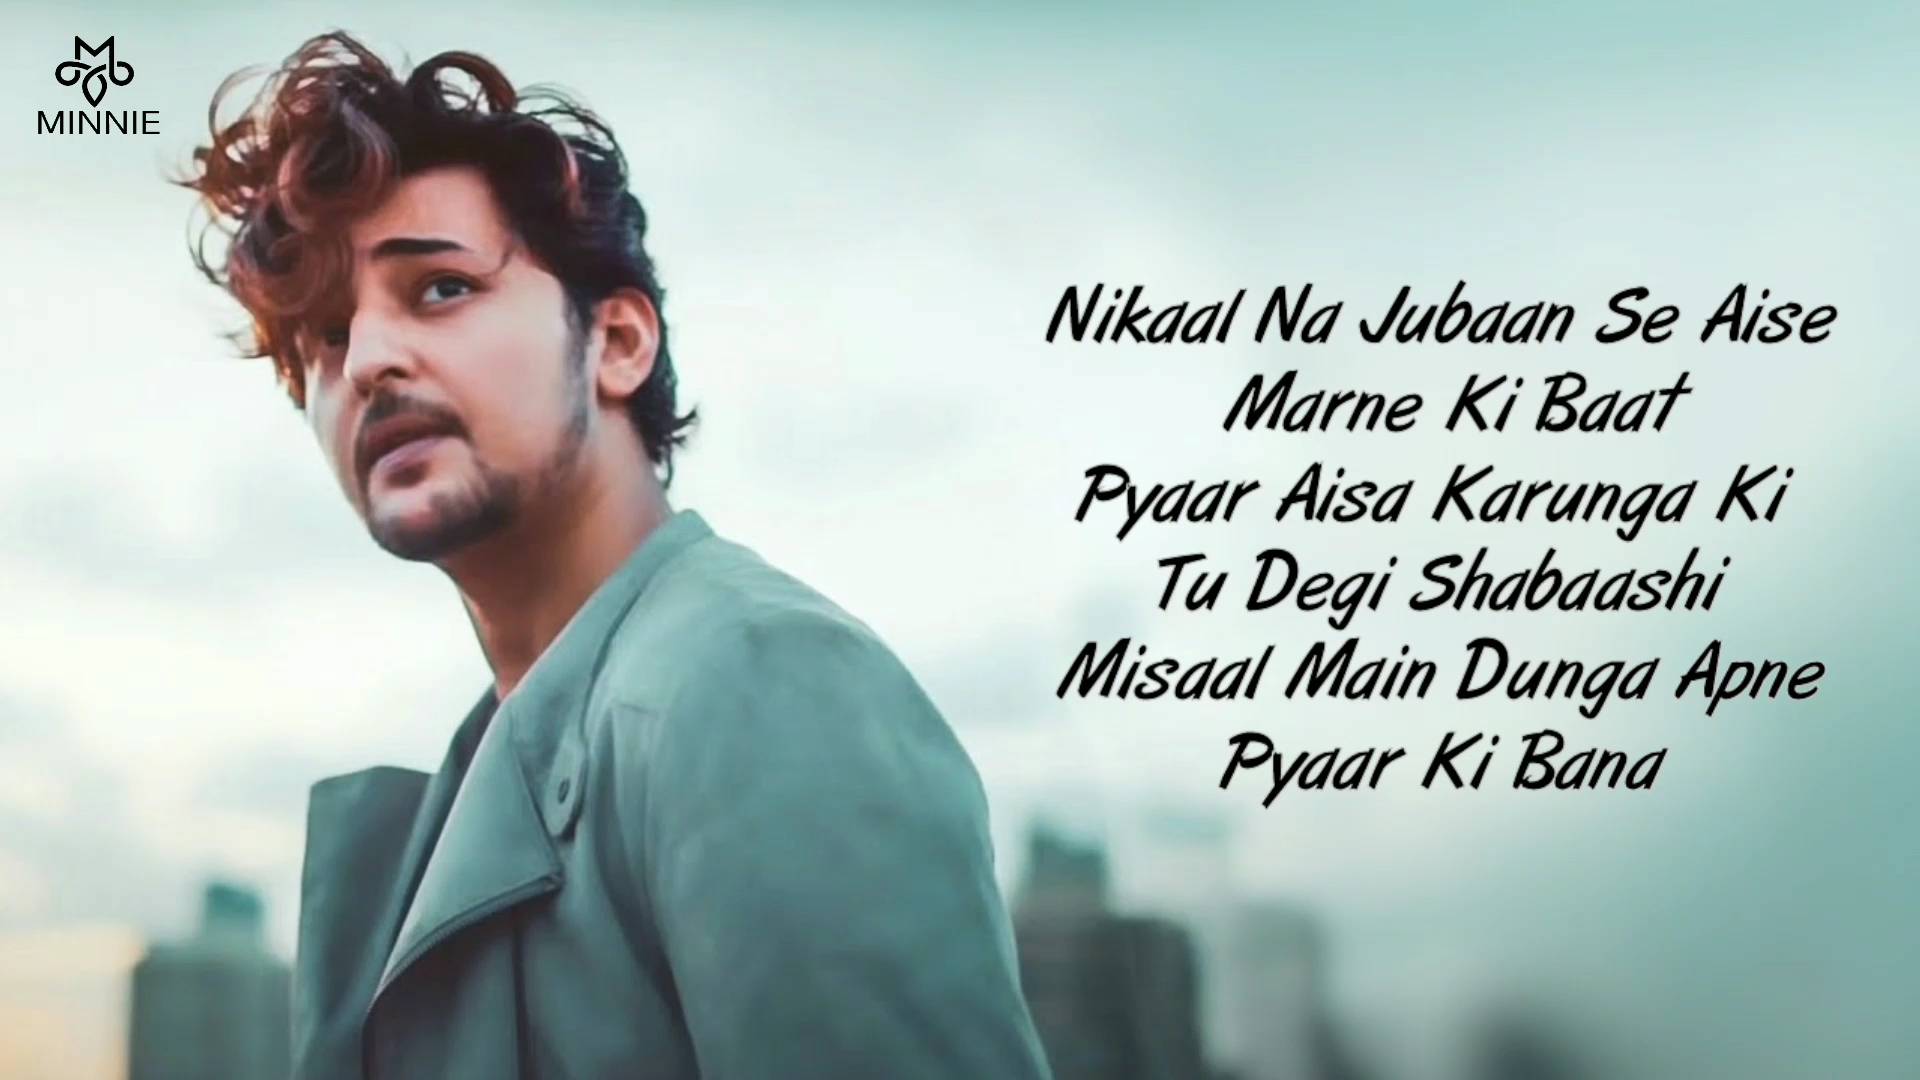 MINNIE
Nikaal Na Jubaan Se Aise
Marne Ki Baat
Pyaar Aisa Karunga Ki
Tu Degi Shabaashi
Misaal Main Dunga Apne
Pyaar Ki Bana